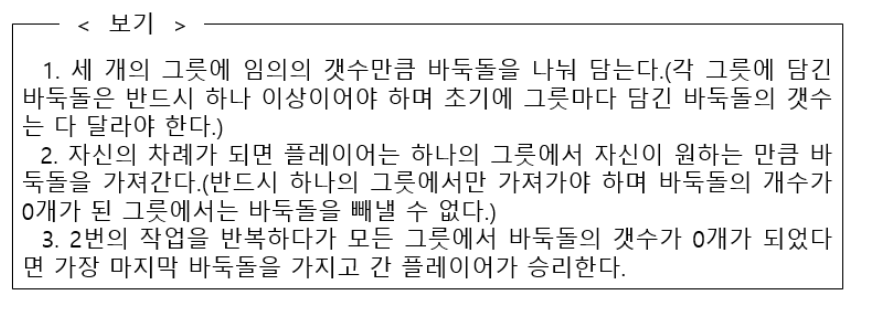 < 보기 >
1. 세 개의 그릇에 임의의 갯수만큼 바둑돌을 나눠 담는다.(각 그릇에 담긴
바둑돌은 반드시 하나 이상이어야 하며 초기에 그릇마다 담긴 바둑돌의 갯수
는 다 달라야 한다.)
2. 자신의 차례가 되면 플레이어는 하나의 그릇에서 자신이 원하는 만큼 바
둑돌을 가져간다.(반드시 하나의 그릇에서만 가져가야 하며 바둑돌의 개수가
0개가 된 그릇에서는 바둑돌을 빼낼 수 없다.)
3. 2번의 작업을 반복하다가 모든 그릇에서 바둑돌의 갯수가 0개가 되었다
면 가장 마지막 바둑돌을 가지고 간 플레이어가 승리한다.